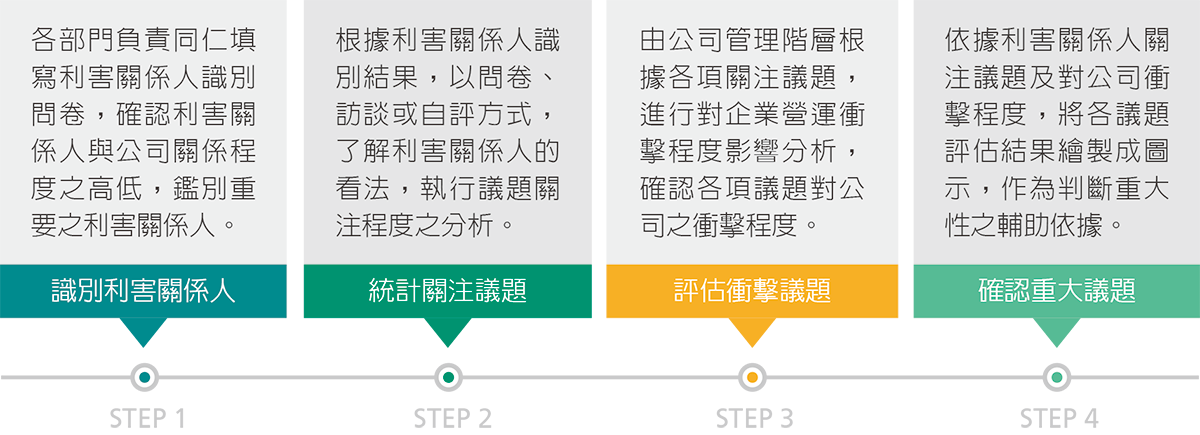 各部門負責同仁填
寫利害關係人識別
問卷，確認利害關
係人與公司關係程
度之高低，鑑別重
要之利害關係人。
識別利害關係人
STEP 1
根據利害關係人識
別結果，以問卷、
訪談或自評方式，
了解利害關係人的
看法，執行議題關
注程度之分析。
統計關注議題
STEP 2
由公司管理階層根
據各項關注議題，
進行對企業營運衝
擊程度影響分析，
確認各項議題對公
司之衝擊程度。
評估衝擊議題
STEP 3
依據利害關係人關
注議題及對公司衝
擊程度，將各議題
評估結果繪製成圖
示，作為判斷重大
性之輔助依據。
確認重大議題
STEP 4